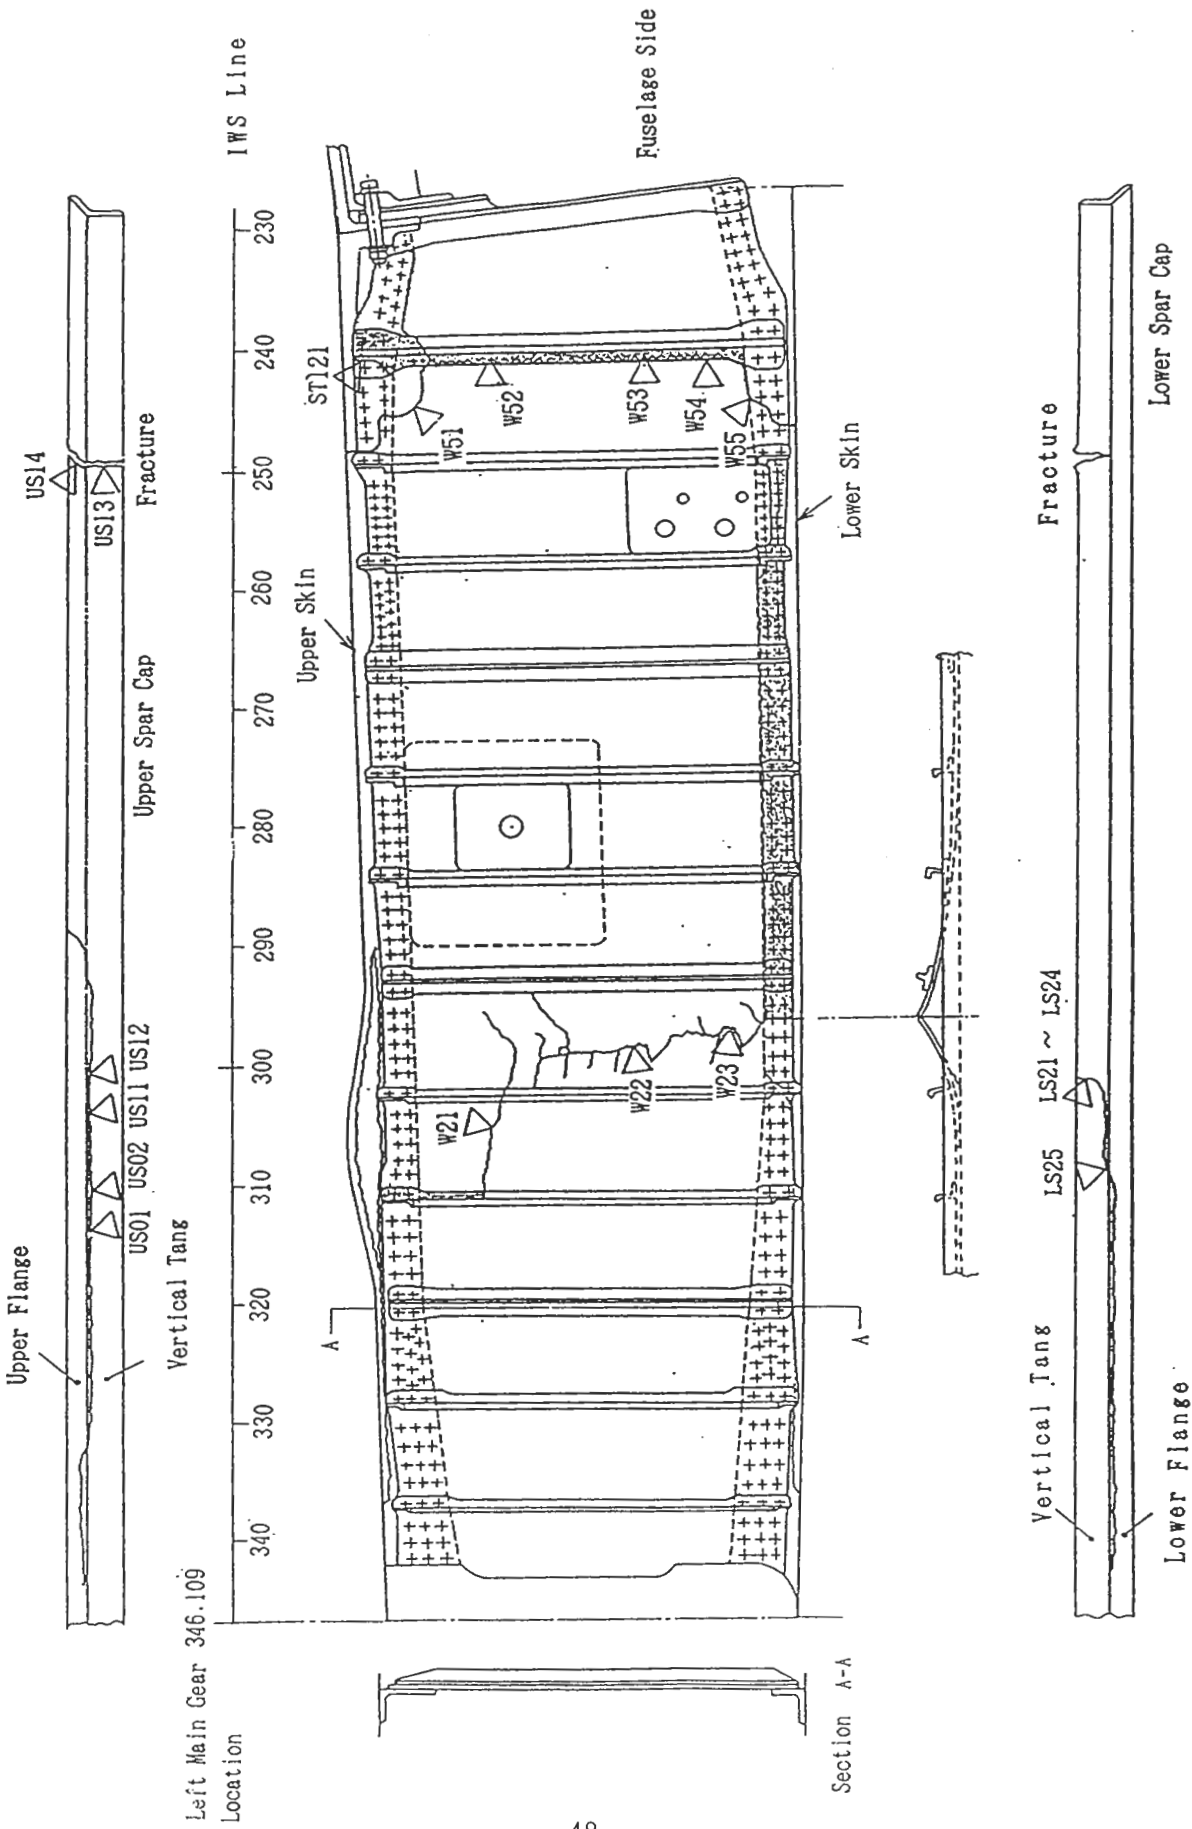 Upper Flange
Vertical Tang
US01
US02
US11
US12
Upper Spar Cap
US14
US13
Fracture
IWS Line
Left Main Gear 346.109
Location
340
330
320
310
300
290
280
270
260
250
240
230
Upper Skin
ST121
Fuselage Side
W51
W52
W53
W54
W55
W21
W22
W23
A
A
Lower Skin
Section A-A
LS25
LS21 ~ LS24
Fracture
Vertical Tang
Lower Flange
Lower Spar Cap